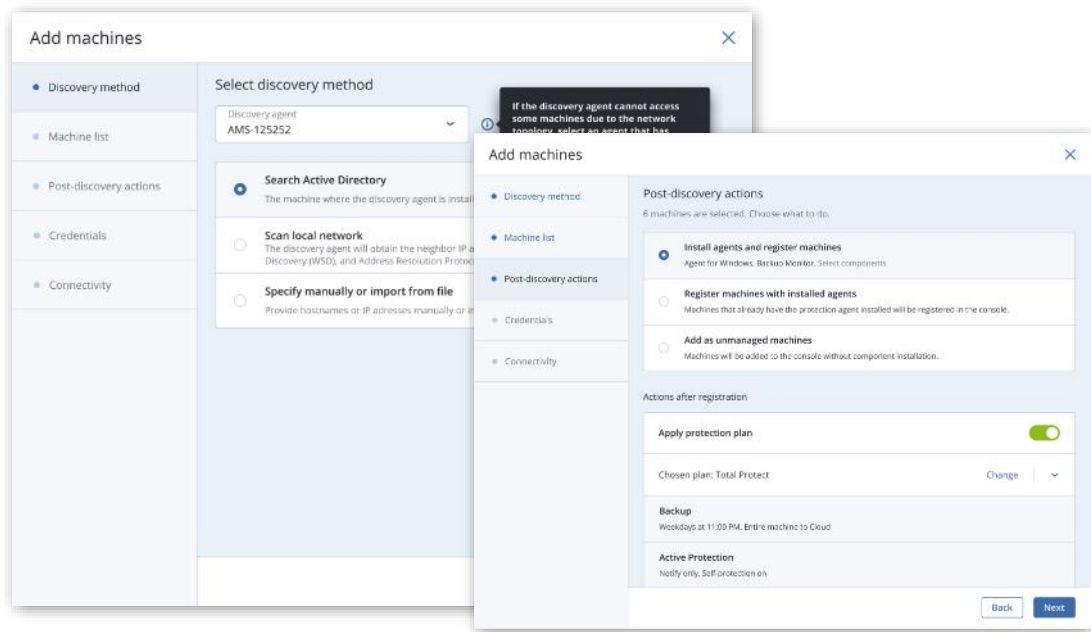 Add machines
Discovery method
Machine list
Post-discovery actions
Credentials
Connectivity
Select discovery method
Discovery agent
AMS-125252
If the discovery agent cannot access
some machines due to the network
topology, select an agent that has
Search Active Directory
The machine where the discovery agent is
Scan local network
The discovery agent will obtain the neighbor IP
Discovery (WSD), and Address Resolution
Specify manually or import from file
Provide hostnames or IP adresses manually or
Add machines
Discovery method
Machine list
Post-discovery actions
Credentials
Connectivity
Post-discovery actions
6 machines are selected. Choose what to do.
Install agents and register machines
Agent for Windows, Backup Monitor. Select components
Register machines with installed agents
Machines that already have the protection agent installed will be registered in the console.
Add as unmanaged machines
Machines will be added to the console without component installation.
Actions after registration
Apply protection plan
Chosen plan: Total Protect
Change
Backup
Weekdays at 11:00 PM, Entire machine to Cloud
Active Protection
Notify only, Self-protection on
Back
Next